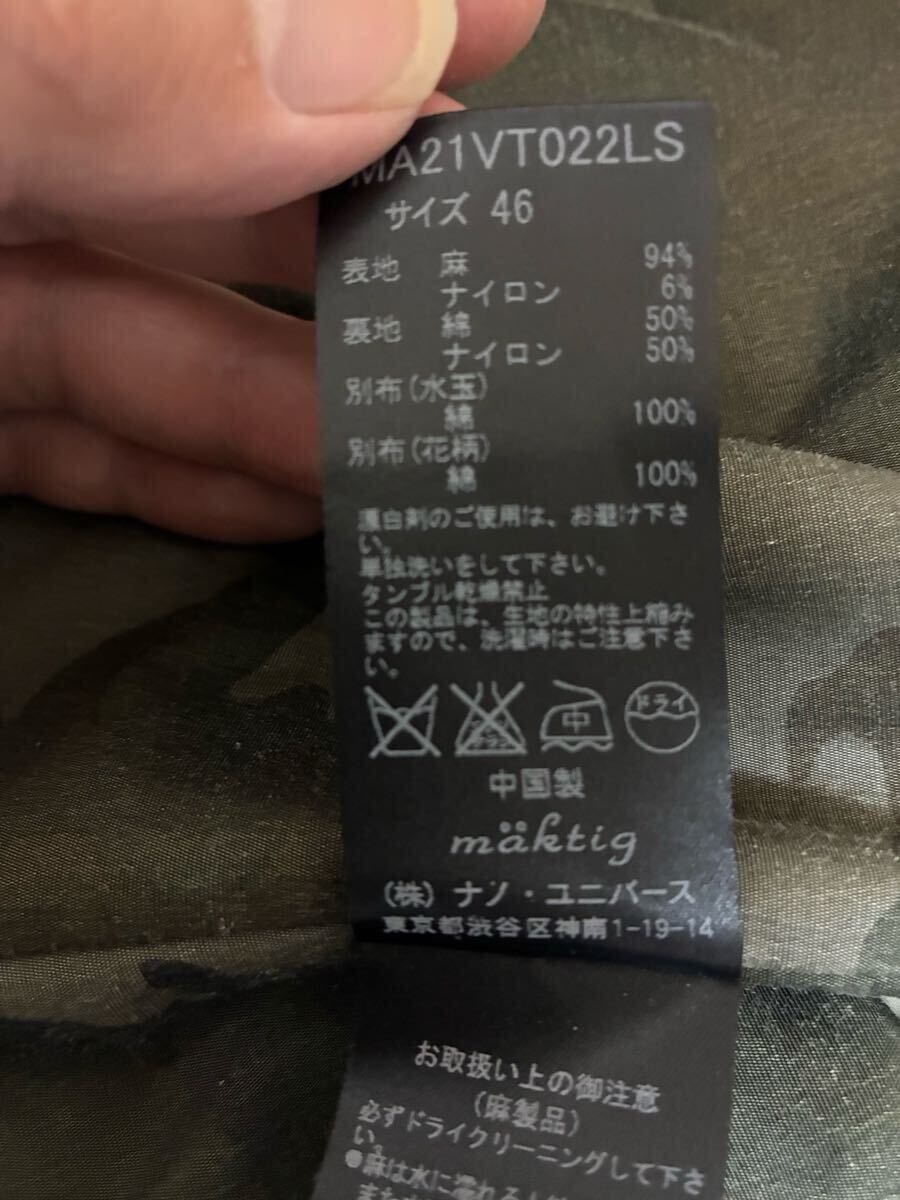 MA21VT022LS
サイズ 46
表地 麻 94%
ナイロン 6%
裏地 綿 50%
ナイロン 50%
別布(水玉)
綿 100%
別布(花柄)
綿 100%
漂白剤のご使用は、お避け下さ
い。
単独洗いをして下さい。
タンブル乾燥禁止
この製品は、生地の特性上縮み
ますので、洗濯時はご注意下さ
い。
中 ドライ
中国製
mäktig
(株) ナノ・ユニバース
東京都渋谷区神南1-19-14
お取扱い上の御注意
(麻製品)
必ずドライクリーニングして下さ
い。
●麻は水に濡れると
また